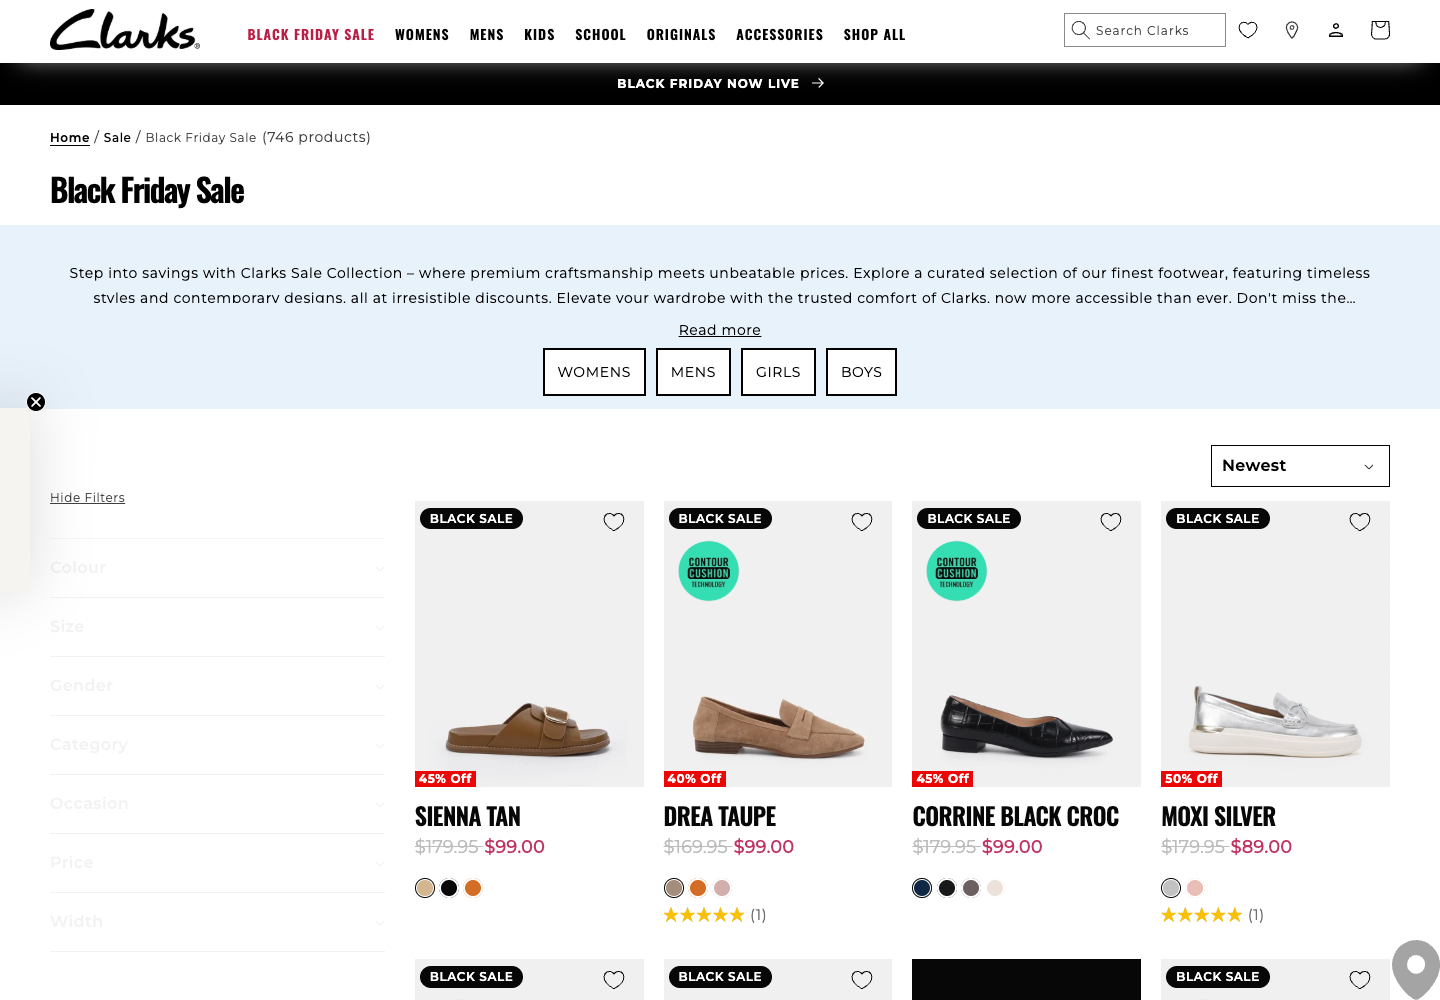 Clarks®
BLACK FRIDAY SALE WOMENS MENS KIDS SCHOOL ORIGINALS ACCESSORIES SHOP ALL
Search Clarks
BLACK FRIDAY NOW LIVE
Home / Sale / Black Friday Sale (746 products)
Black Friday Sale
Step into savings with Clarks Sale Collection – where premium craftsmanship meets unbeatable prices. Explore a curated selection of our finest footwear, featuring timeless
styles and contemporary designs, all at irresistible discounts. Elevate your wardrobe with the trusted comfort of Clarks, now more accessible than ever. Don't miss the...
Read more
WOMENS MENS GIRLS BOYS
Newest
Hide Filters
Colour
Size
Gender
Category
Occasion
Price
Width
BLACK SALE
45% Off
SIENNA TAN
$179.95 $99.00
BLACK SALE
CONTOUR
CUSHION
TECHNOLOGY
40% Off
DREA TAUPE
$169.95 $99.00
(1)
BLACK SALE
CONTOUR
CUSHION
TECHNOLOGY
45% Off
CORRINE BLACK CROC
$179.95 $99.00
BLACK SALE
50% Off
MOXI SILVER
$179.95 $89.00
(1)
BLACK SALE
BLACK SALE
BLACK SALE